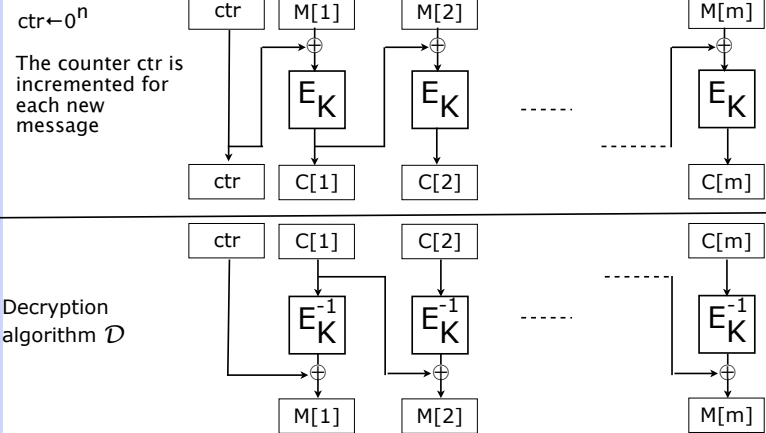 ctr M[1] M[2] M[m]
ctr←0ⁿ
The counter ctr is
incremented for
each new
message
E_K E_K E_K
ctr C[1] C[2] C[m]
ctr C[1] C[2] C[m]
Decryption
algorithm 𝒟
E_K^-1 E_K^-1 E_K^-1
M[1] M[2] M[m]